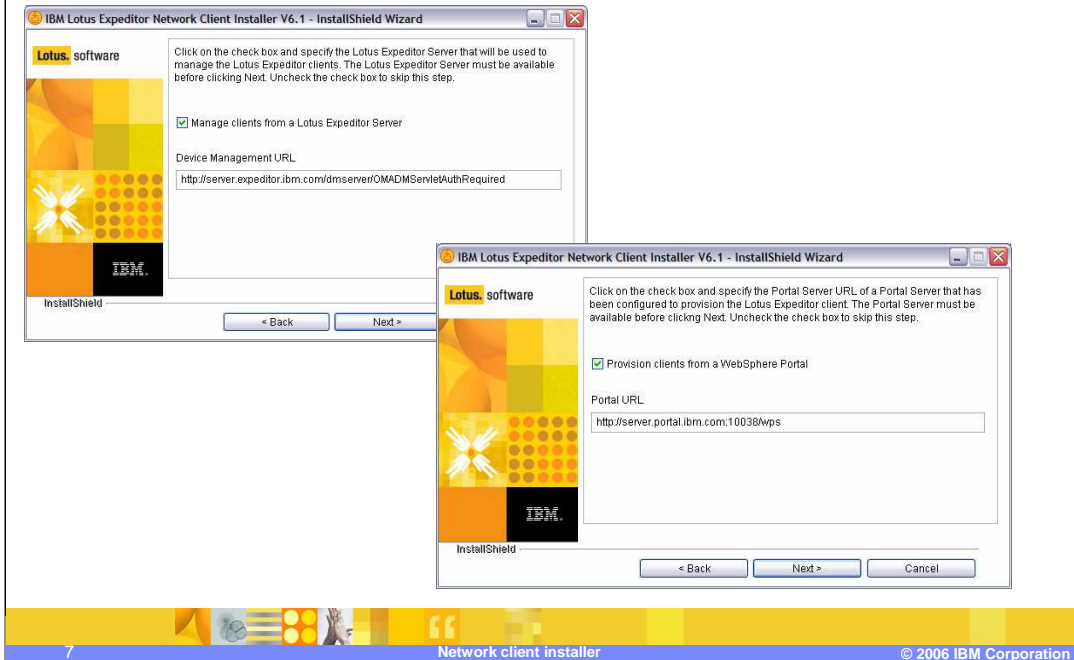 IBM Lotus Expeditor Network Client Installer V6.1 - InstallShield Wizard
Lotus. software
Click on the check box and specify the Lotus Expeditor Server that will be used to
manage the Lotus Expeditor clients. The Lotus Expeditor Server must be available
before clicking Next. Uncheck the check box to skip this step.
Manage clients from a Lotus Expeditor Server
Device Management URL
http://server.expeditor.ibm.com/dmserver/OMADMServletAuthRequired
IBM.
InstallShield
< Back
Next >
IBM Lotus Expeditor Network Client Installer V6.1 - InstallShield Wizard
Lotus. software
Click on the check box and specify the Portal Server URL of a Portal Server that has
been configured to provision the Lotus Expeditor client. The Portal Server must be
available before clickng Next. Uncheck the check box to skip this step.
Provision clients from a WebSphere Portal
Portal URL
http://server.portal.ibm.com:10038/wps
IBM.
InstallShield
< Back
Next >
Cancel
7
Network client installer
© 2006 IBM Corporation